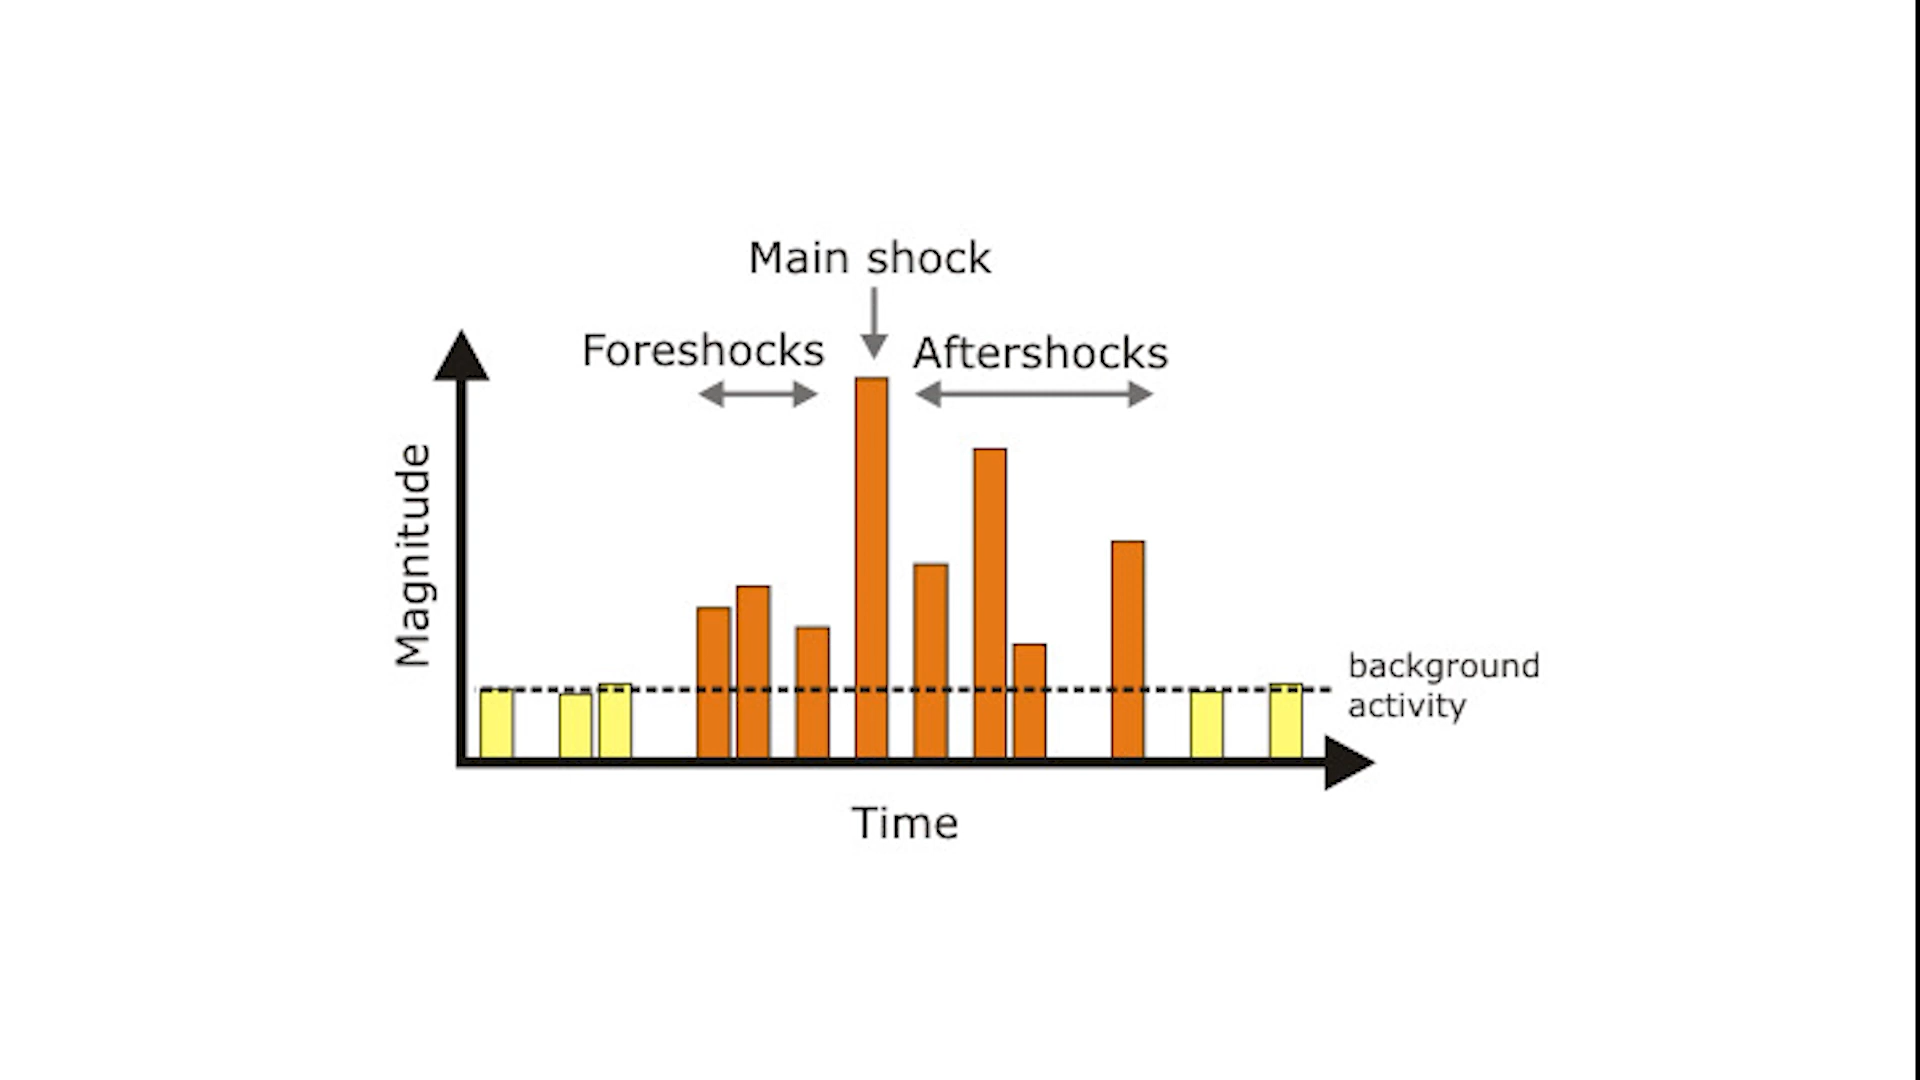 Main shock
Foreshocks
Aftershocks
Magnitude
background
activity
Time